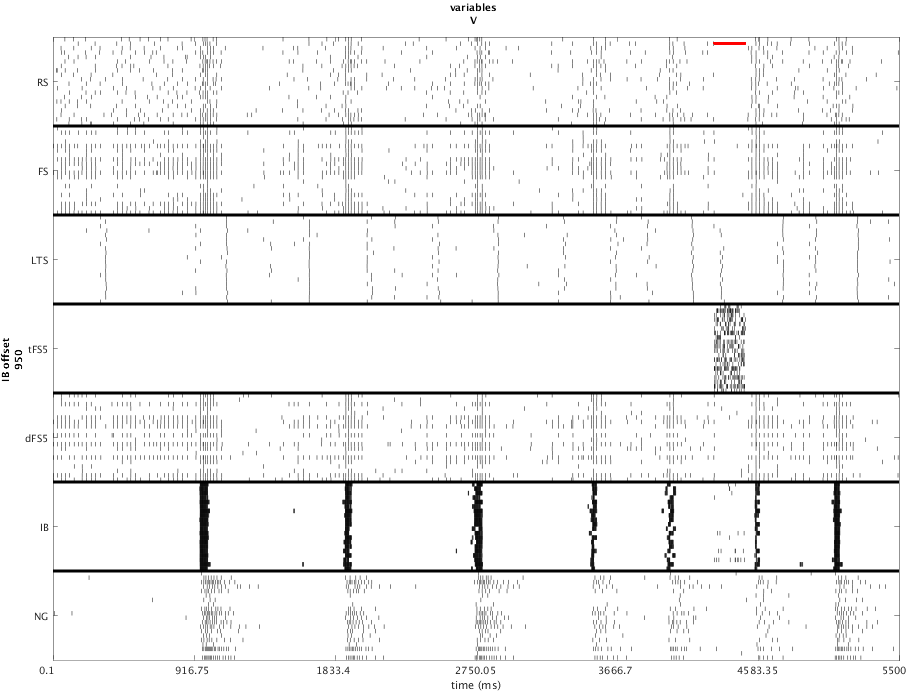 variables
V
RS
FS
LTS
tFS5
dFS5
IB
NG
IB offset
950
0.1 916.75 1833.4 2750.05 3666.7 4583.35 5500
time (ms)